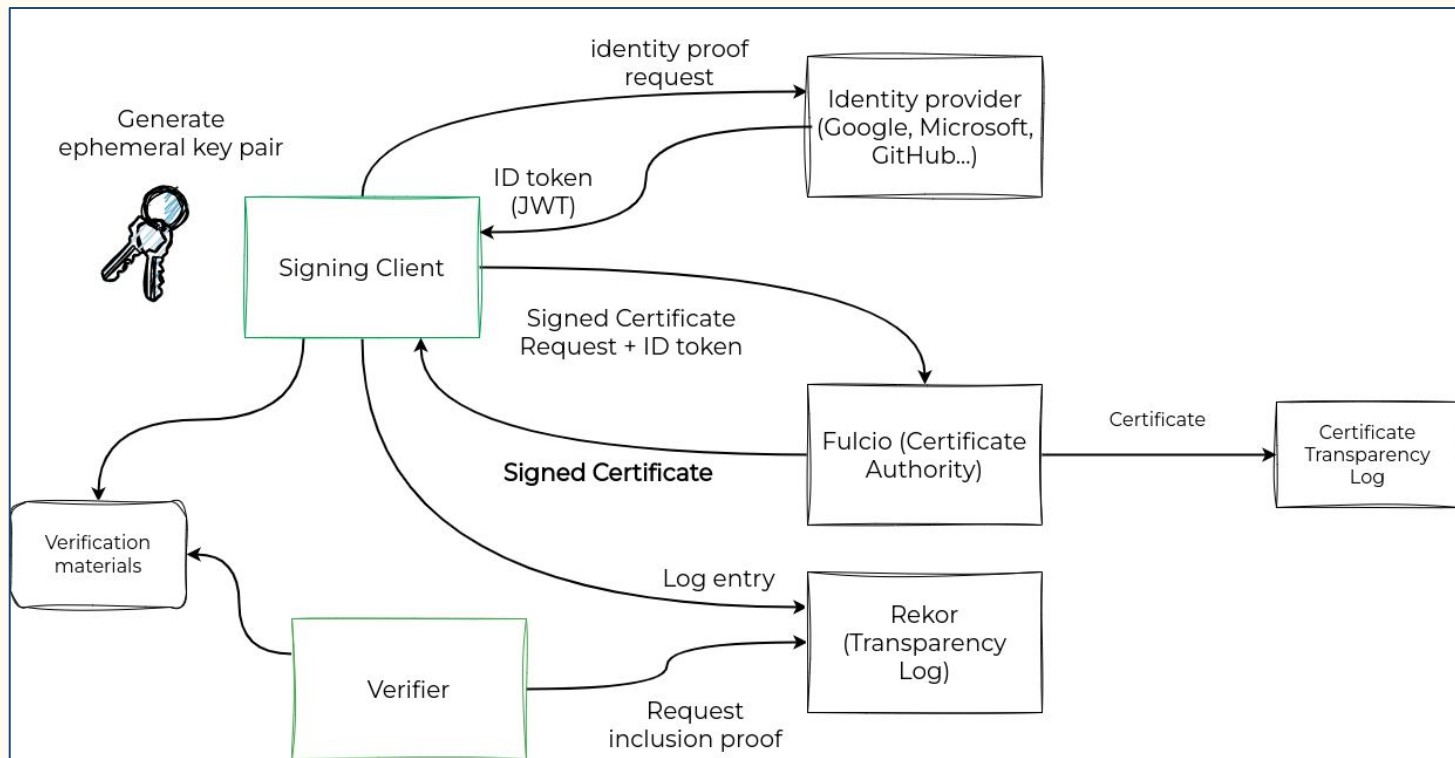 identity proof
request
Identity provider
(Google, Microsoft,
GitHub...)
Generate
ephemeral key pair
ID token
(JWT)
Signing Client
Signed Certificate
Request + ID token
Fulcio (Certificate
Authority)
Certificate
Certificate
Transparency
Log
Signed Certificate
Verification
materials
Log entry
Rekor
(Transparency
Log)
Verifier
Request
inclusion proof